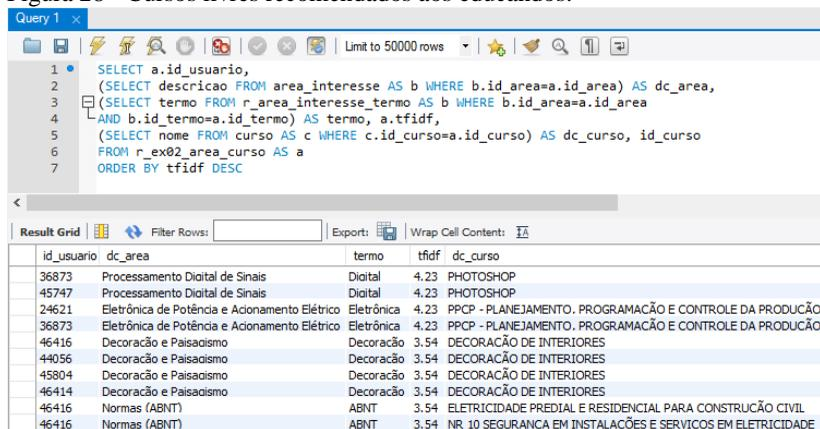 Query 1 ×
Limit to 50000 rows
1 SELECT a.id_usuario,
2 (SELECT descricao FROM area_interesse AS b WHERE b.id_area=a.id_area) AS dc_area,
3 (SELECT termo FROM r_area_interesse_termo AS b WHERE b.id_area=a.id_area
4 AND b.id_termo=a.id_termo) AS termo, a.tfidf,
5 (SELECT nome FROM curso AS c WHERE c.id_curso=a.id_curso) AS dc_curso, id_curso
6 FROM r_ex02_area_curso AS a
7 ORDER BY tfidf DESC
Result Grid Filter Rows: Export: Wrap Cell Content:
id_usuario dc_area termo tfidf dc_curso
36873 Processamento Digital de Sinais Digital 4.23 PHOTOSHOP
45747 Processamento Digital de Sinais Digital 4.23 PHOTOSHOP
24621 Eletrônica de Potência e Acionamento Elétrico Eletrônica 4.23 PPCP - PLANEJAMENTO, PROGRAMAÇÃO E CONTROLE DA PRODUÇÃO
36873 Eletrônica de Potência e Acionamento Elétrico Eletrônica 4.23 PPCP - PLANEJAMENTO, PROGRAMAÇÃO E CONTROLE DA PRODUÇÃO
46416 Decoração e Paisagismo Decoração 3.54 DECORAÇÃO DE INTERIORES
44056 Decoração e Paisagismo Decoração 3.54 DECORAÇÃO DE INTERIORES
45804 Decoração e Paisagismo Decoração 3.54 DECORAÇÃO DE INTERIORES
46414 Decoração e Paisagismo Decoração 3.54 DECORAÇÃO DE INTERIORES
46416 Normas (ABNT) ABNT 3.54 ELETRICIDADE PREDIAL E RESIDENCIAL PARA CONSTRUÇÃO CIVIL
46416 Normas (ABNT) ABNT 3.54 NR 10 SEGURANÇA EM INSTALAÇÕES E SERVIÇOS EM ELETRICIDADE